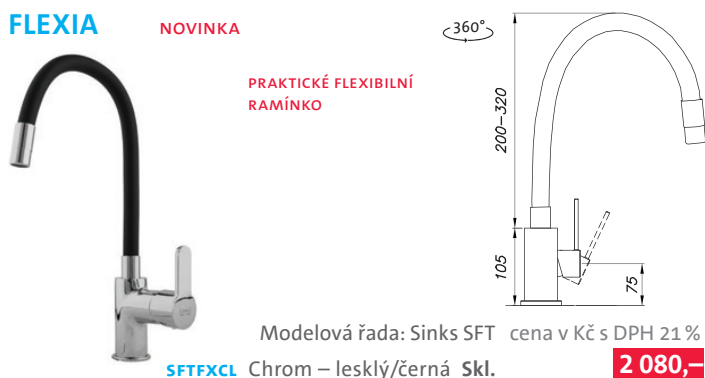 FLEXIA NOVINKA
360°
PRAKTICKÉ FLEXIBILNÍ
RAMÍNKO
200–320
105
75
Modelová řada: Sinks SFT cena v Kč s DPH 21 %
SFTFXCL Chrom – lesklý/černá Skl. 2 080,–